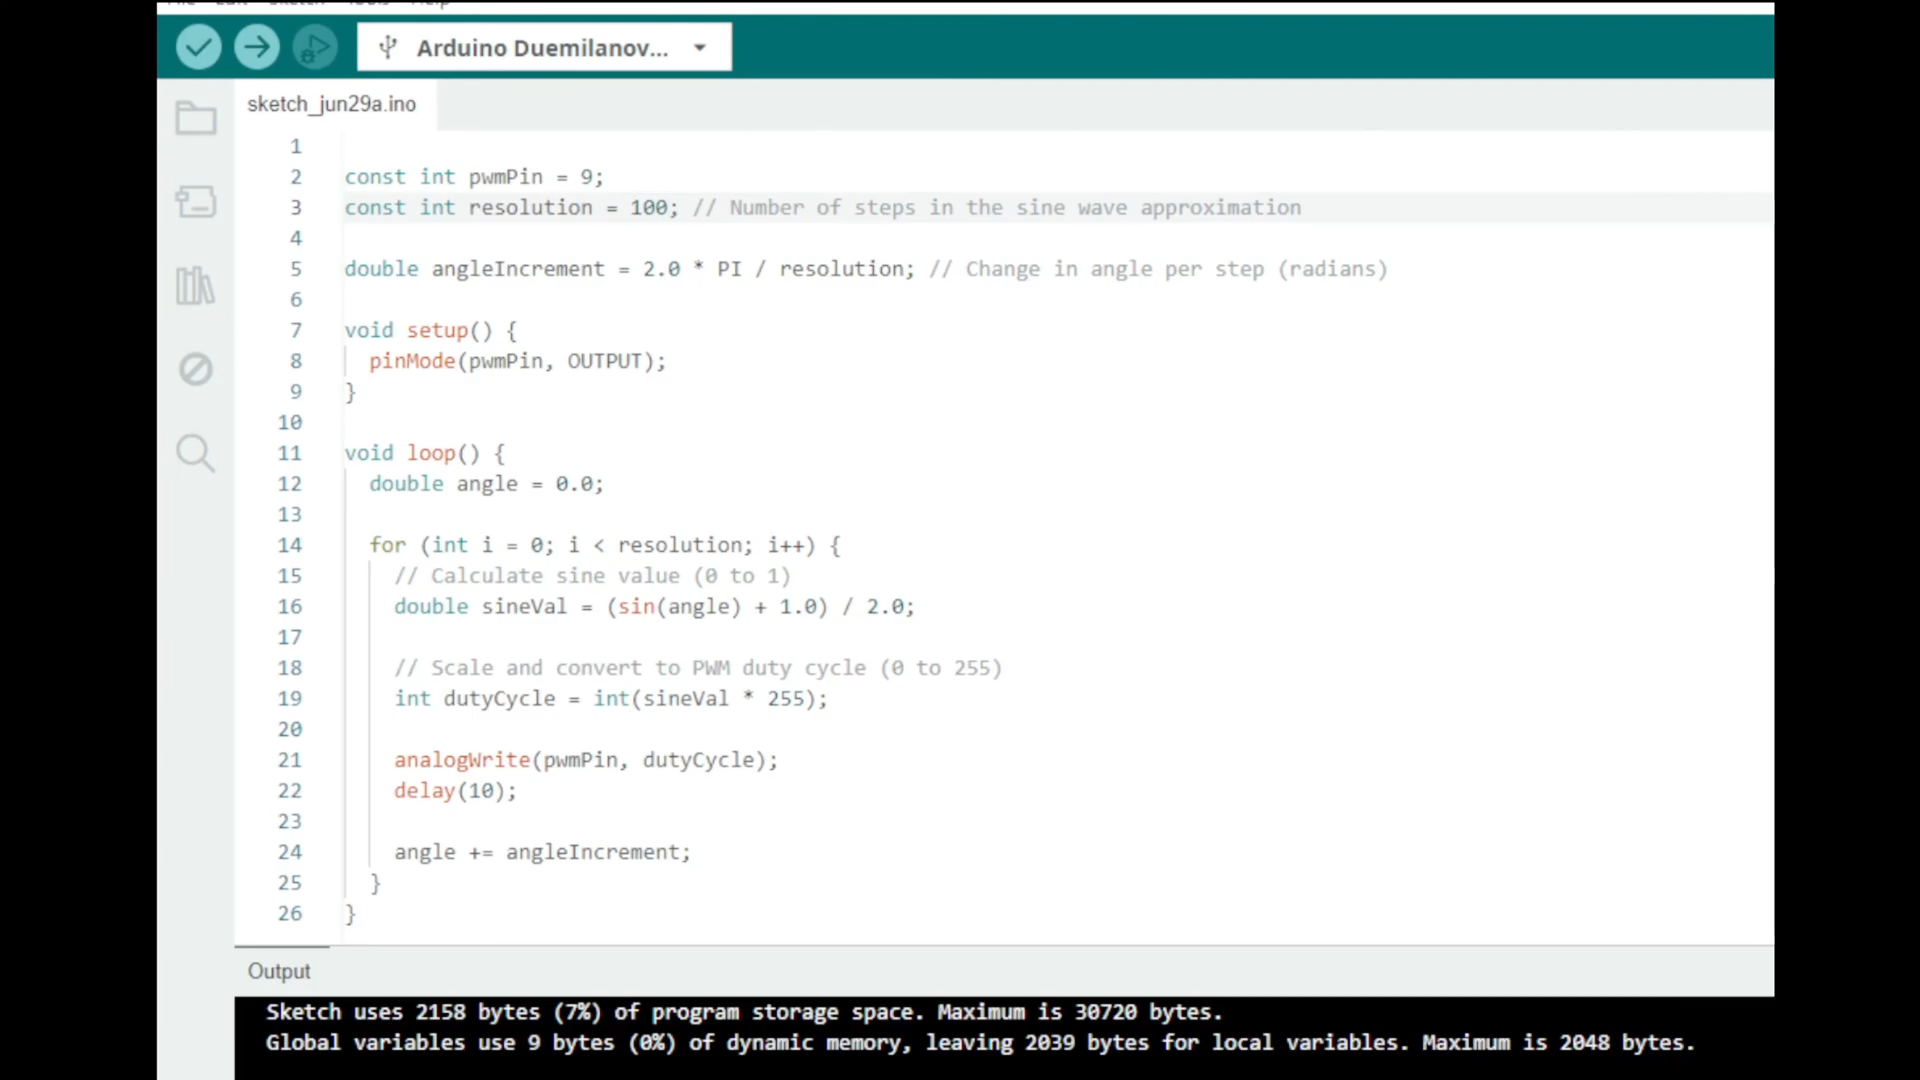 Arduino Duemilanov...
sketch_jun29a.ino
1
2 const int pwmPin = 9;
3 const int resolution = 100; // Number of steps in the sine wave approximation
4
5 double angleIncrement = 2.0 * PI / resolution; // Change in angle per step (radians)
6
7 void setup() {
8 pinMode(pwmPin, OUTPUT);
9 }
10
11 void loop() {
12 double angle = 0.0;
13
14 for (int i = 0; i < resolution; i++) {
15 // Calculate sine value (0 to 1)
16 double sineVal = (sin(angle) + 1.0) / 2.0;
17
18 // Scale and convert to PWM duty cycle (0 to 255)
19 int dutyCycle = int(sineVal * 255);
20
21 analogWrite(pwmPin, dutyCycle);
22 delay(10);
23
24 angle += angleIncrement;
25 }
26 }
Output
Sketch uses 2158 bytes (7%) of program storage space. Maximum is 30720 bytes.
Global variables use 9 bytes (0%) of dynamic memory, leaving 2039 bytes for local variables. Maximum is 2048 bytes.